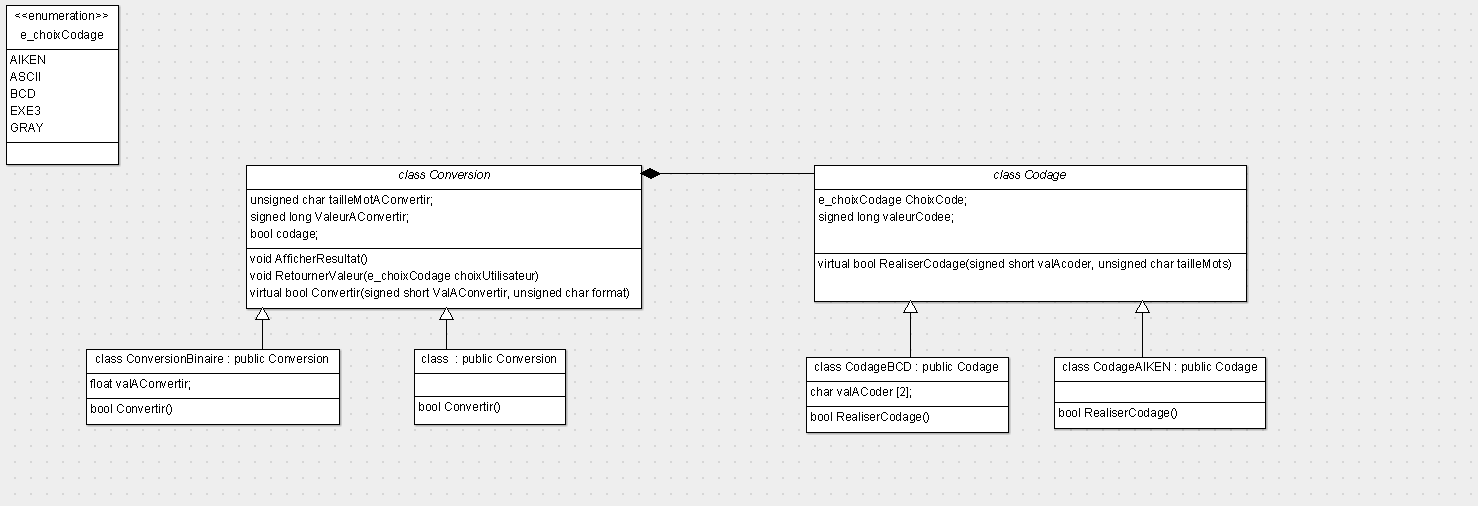 <<enumeration>>
e_choixCodage
AIKEN
ASCII
BCD
EXE3
GRAY
class Conversion
unsigned char tailleMotAConvertir;
signed long ValeurAConvertir;
bool codage;
void AfficherResultat()
void RetournerValeur(e_choixCodage choixUtilisateur)
virtual bool Convertir(signed short ValAConvertir, unsigned char format)
class Codage
e_choixCodage ChoixCode;
signed long valeurCodee;
virtual bool RealiserCodage(signed short valAcoder, unsigned char tailleMots)
class ConversionBinaire : public Conversion
float valAConvertir;
bool Convertir()
class : public Conversion
bool Convertir()
class CodageBCD : public Codage
char valACoder [2];
bool RealiserCodage()
class CodageAIKEN : public Codage
bool RealiserCodage()